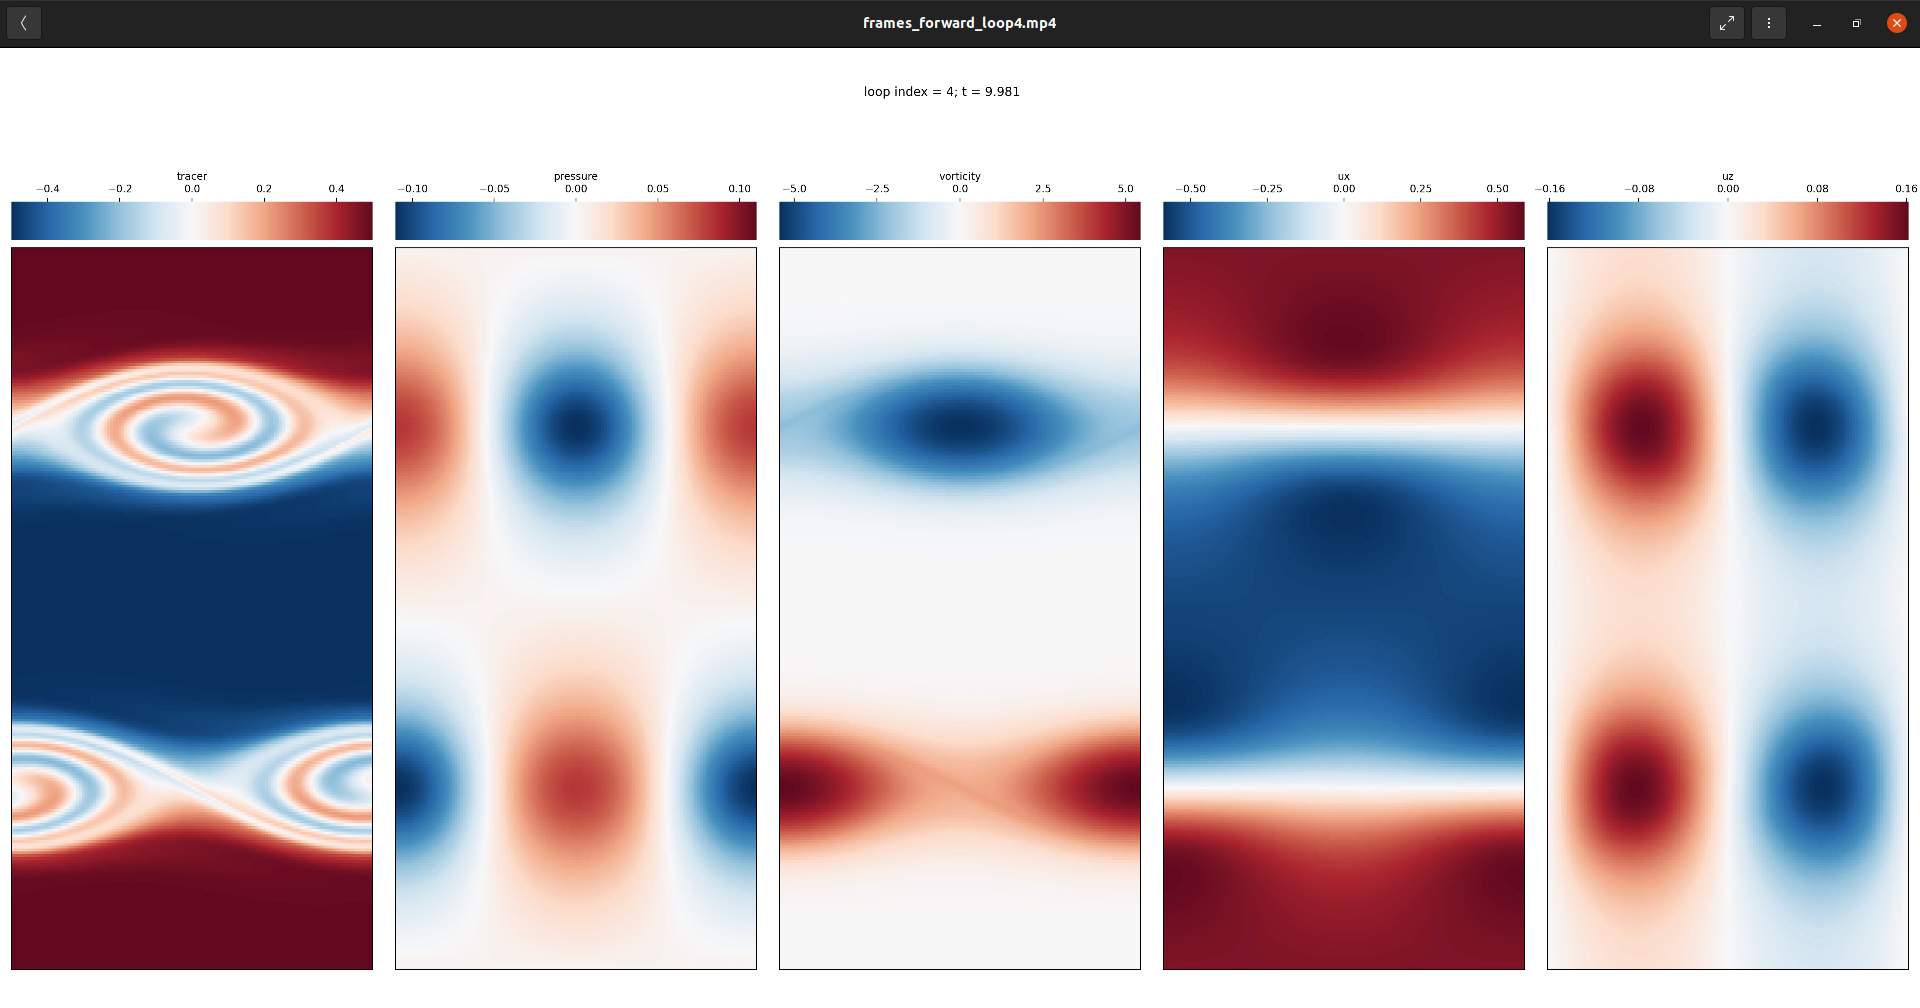 frames_forward_loop4.mp4
loop index = 4; t = 9.981
tracer
−0.4 −0.2 0.0 0.2 0.4
pressure
−0.10 −0.05 0.00 0.05 0.10
vorticity
−5.0 −2.5 0.0 2.5 5.0
ux
−0.50 −0.25 0.00 0.25 0.50
uz
−0.16 −0.08 0.00 0.08 0.16